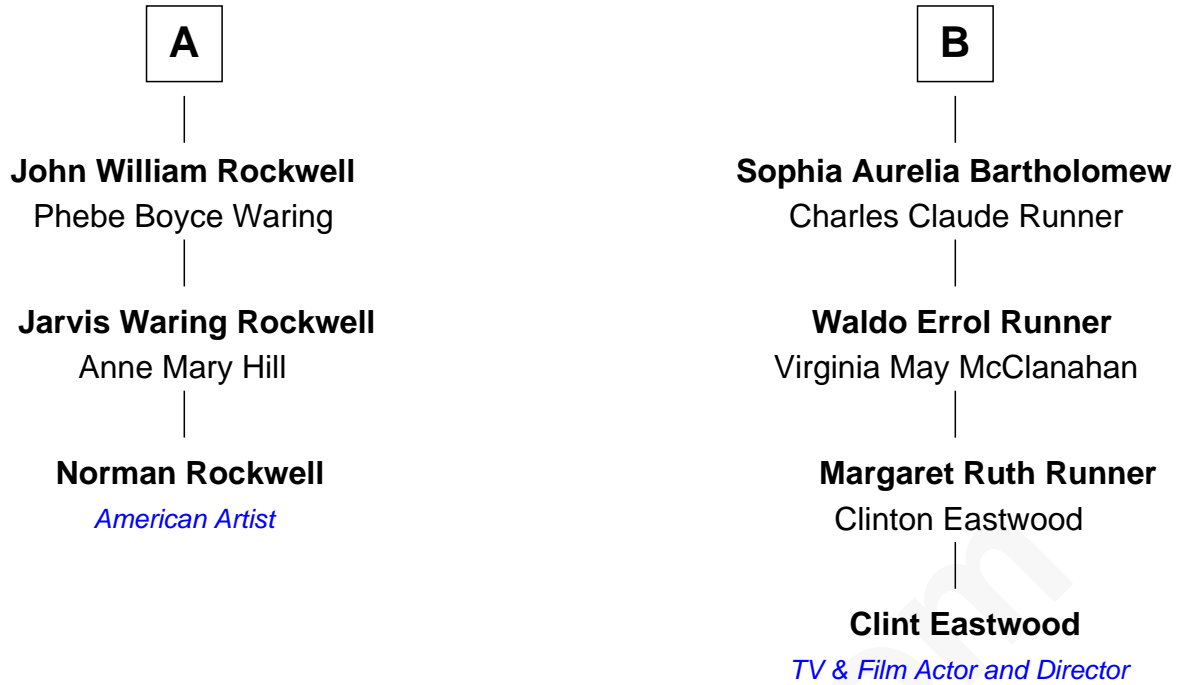 A
John William Rockwell
Phebe Boyce Waring
Jarvis Waring Rockwell
Anne Mary Hill
Norman Rockwell
American Artist
B
Sophia Aurelia Bartholomew
Charles Claude Runner
Waldo Errol Runner
Virginia May McClanahan
Margaret Ruth Runner
Clinton Eastwood
Clint Eastwood
TV & Film Actor and Director